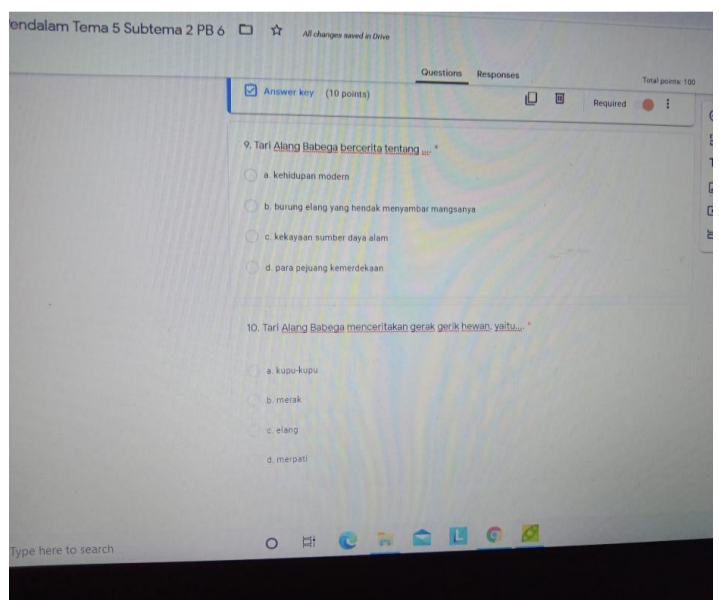 endalam Tema 5 Subtema 2 PB 6
All changes saved in Drive
Questions Responses
Total points: 100
Answer key (10 points)
Required
9. Tari Alang Babega bercerita tentang .... *
a. kehidupan modern
b. burung elang yang hendak menyambar mangsanya
c. kekayaan sumber daya alam
d. para pejuang kemerdekaan
10. Tari Alang Babega menceritakan gerak gerik hewan, yaitu.... *
a. kupu-kupu
b. merak
c. elang
d. merpati
Type here to search
L